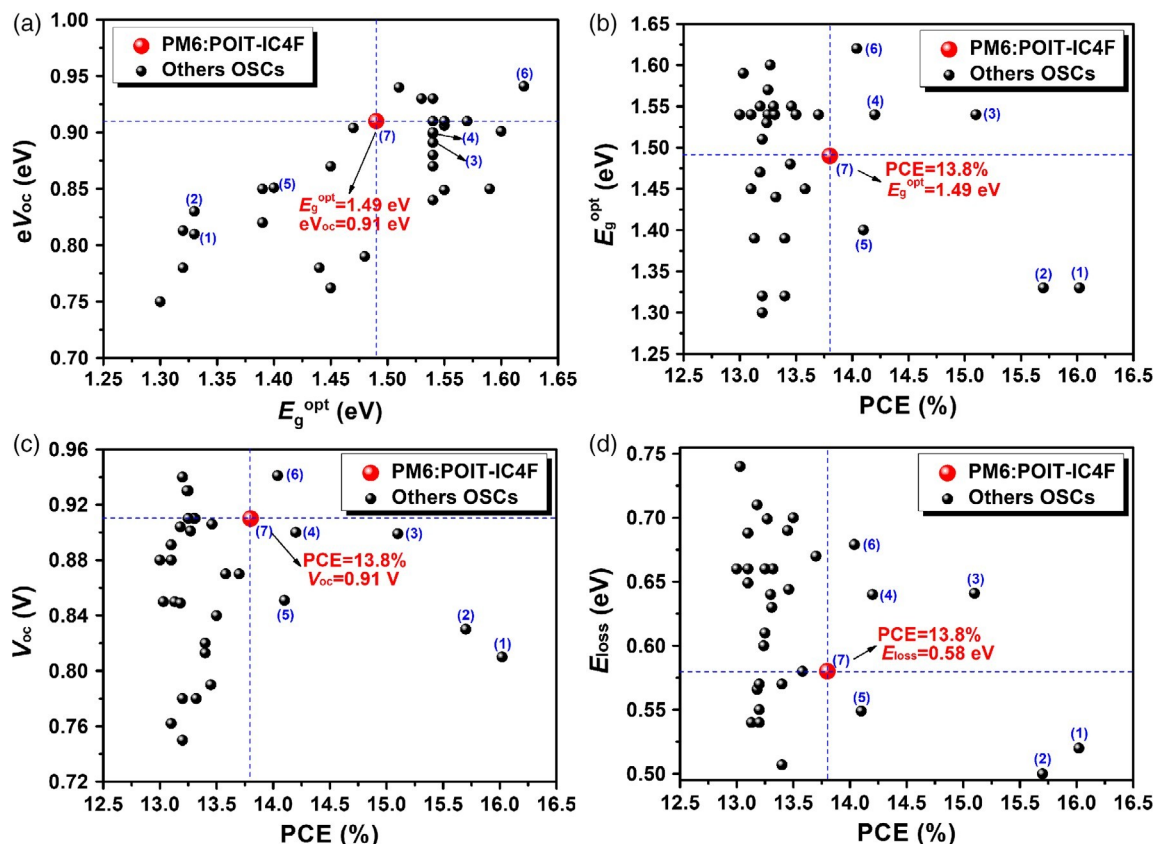 (a)
PM6:POIT-IC4F
Others OSCs
(6)
(7)
(4)
(3)
(5)
(2)
(1)
E_g^opt=1.49 eV
eVoc=0.91 eV
1.00
0.95
0.90
0.85
0.80
0.75
0.70
eVoc (eV)
1.25 1.30 1.35 1.40 1.45 1.50 1.55 1.60 1.65
E_g^opt (eV)
(b)
PM6:POIT-IC4F
Others OSCs
(6)
(4)
(3)
(7)
PCE=13.8%
E_g^opt=1.49 eV
(5)
(2)
(1)
1.65
1.60
1.55
1.50
1.45
1.40
1.35
1.30
1.25
E_g^opt (eV)
12.5 13.0 13.5 14.0 14.5 15.0 15.5 16.0 16.5
PCE (%)
(c)
PM6:POIT-IC4F
Others OSCs
(6)
(7)
(4)
(3)
PCE=13.8%
Voc=0.91 V
(5)
(2)
(1)
0.96
0.92
0.88
0.84
0.80
0.76
0.72
Voc (V)
12.5 13.0 13.5 14.0 14.5 15.0 15.5 16.0 16.5
PCE (%)
(d)
PM6:POIT-IC4F
Others OSCs
(6)
(4)
(3)
PCE=13.8%
(7)
Eloss=0.58 eV
(5)
(1)
(2)
0.75
0.70
0.65
0.60
0.55
0.50
Eloss (eV)
12.5 13.0 13.5 14.0 14.5 15.0 15.5 16.0 16.5
PCE (%)